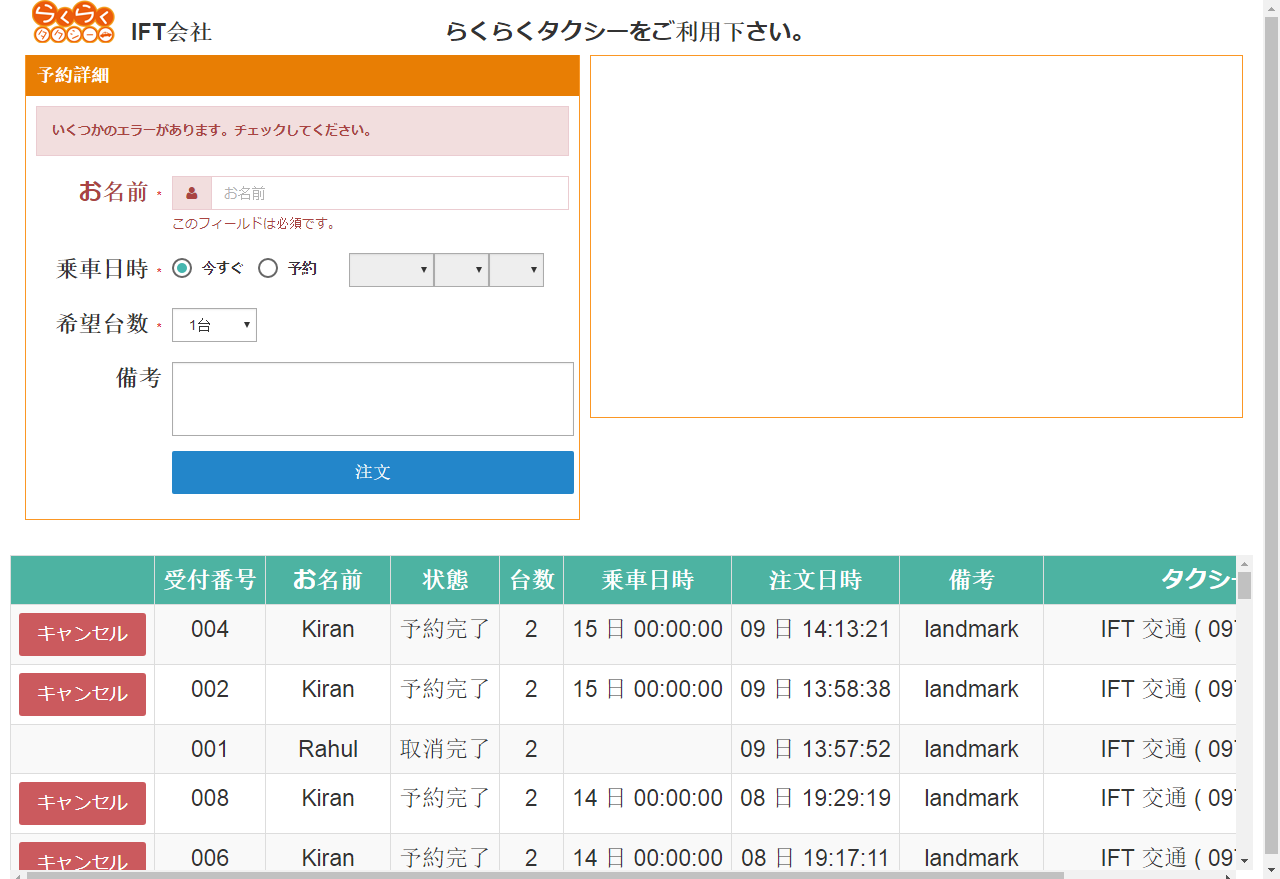 らくらく
タクシー
IFT会社
らくらくタクシーをご利用下さい。
予約詳細
いくつかのエラーがあります。チェックしてください。
お名前 *
お名前
このフィールドは必須です。
乗車日時 * 今すぐ 予約
希望台数 * 1台
備考
注文
受付番号 お名前 状態 台数 乗車日時 注文日時 備考 タクシー
キャンセル 004 Kiran 予約完了 2 15 日 00:00:00 09 日 14:13:21 landmark IFT 交通 ( 097
キャンセル 002 Kiran 予約完了 2 15 日 00:00:00 09 日 13:58:38 landmark IFT 交通 ( 097
001 Rahul 取消完了 2 09 日 13:57:52 landmark IFT 交通 ( 097
キャンセル 008 Kiran 予約完了 2 14 日 00:00:00 08 日 19:29:19 landmark IFT 交通 ( 097
キャンセル 006 Kiran 予約完了 2 14 日 00:00:00 08 日 19:17:11 landmark IFT 交通 ( 097